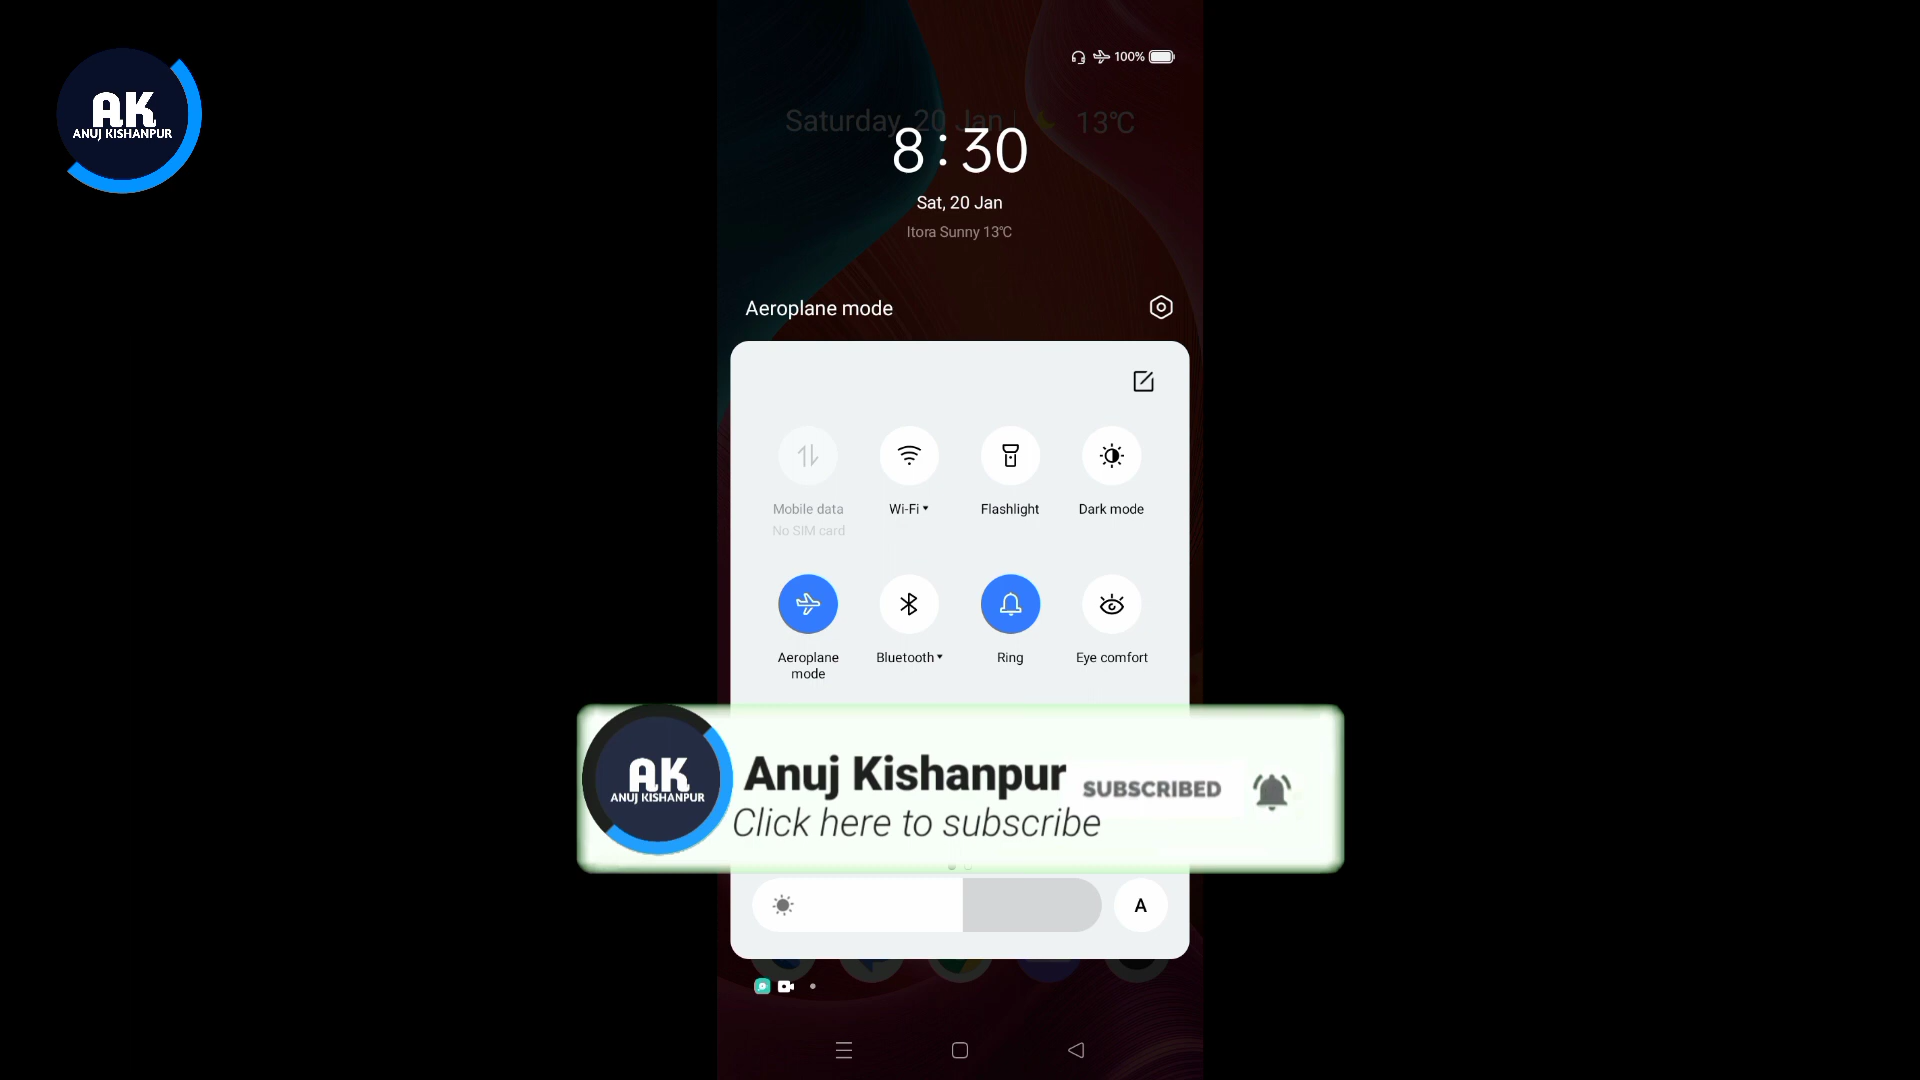 AK
ANUJ KISHANPUR
100%
Saturday, 20 Jan | 13°C
8:30
Sat, 20 Jan
Itora Sunny 13°C
Aeroplane mode
Mobile data
No SIM card
Wi-Fi
Flashlight
Dark mode
Aeroplane
mode
Bluetooth
Ring
Eye comfort
AK
ANUJ KISHANPUR
Anuj Kishanpur
SUBSCRIBED
Click here to subscribe
A